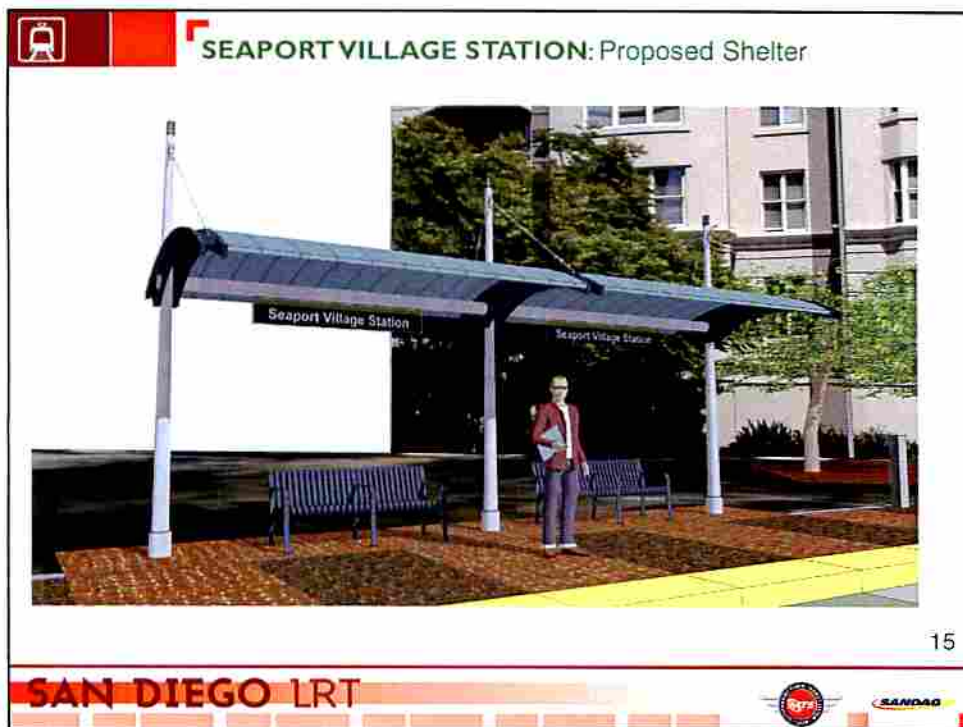 SEAPORT VILLAGE STATION: Proposed Shelter
Seaport Village Station
Seaport Village Station
15
SAN DIEGO LRT
SANDAG